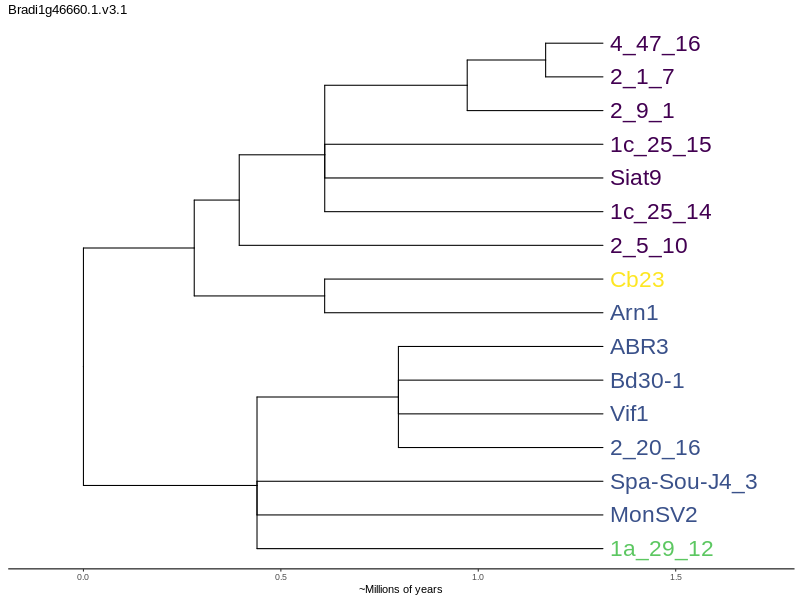 Bradi1g46660.1.v3.1
4_47_16
2_1_7
2_9_1
1c_25_15
Siat9
1c_25_14
2_5_10
Cb23
Arn1
ABR3
Bd30-1
Vif1
2_20_16
Spa-Sou-J4_3
MonSV2
1a_29_12
0.0 0.5 1.0 1.5
~Millions of years